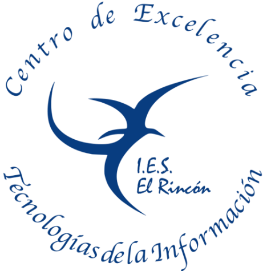 Centro de Excelencia
I.E.S.
El Rincón
Tecnologías de la Información